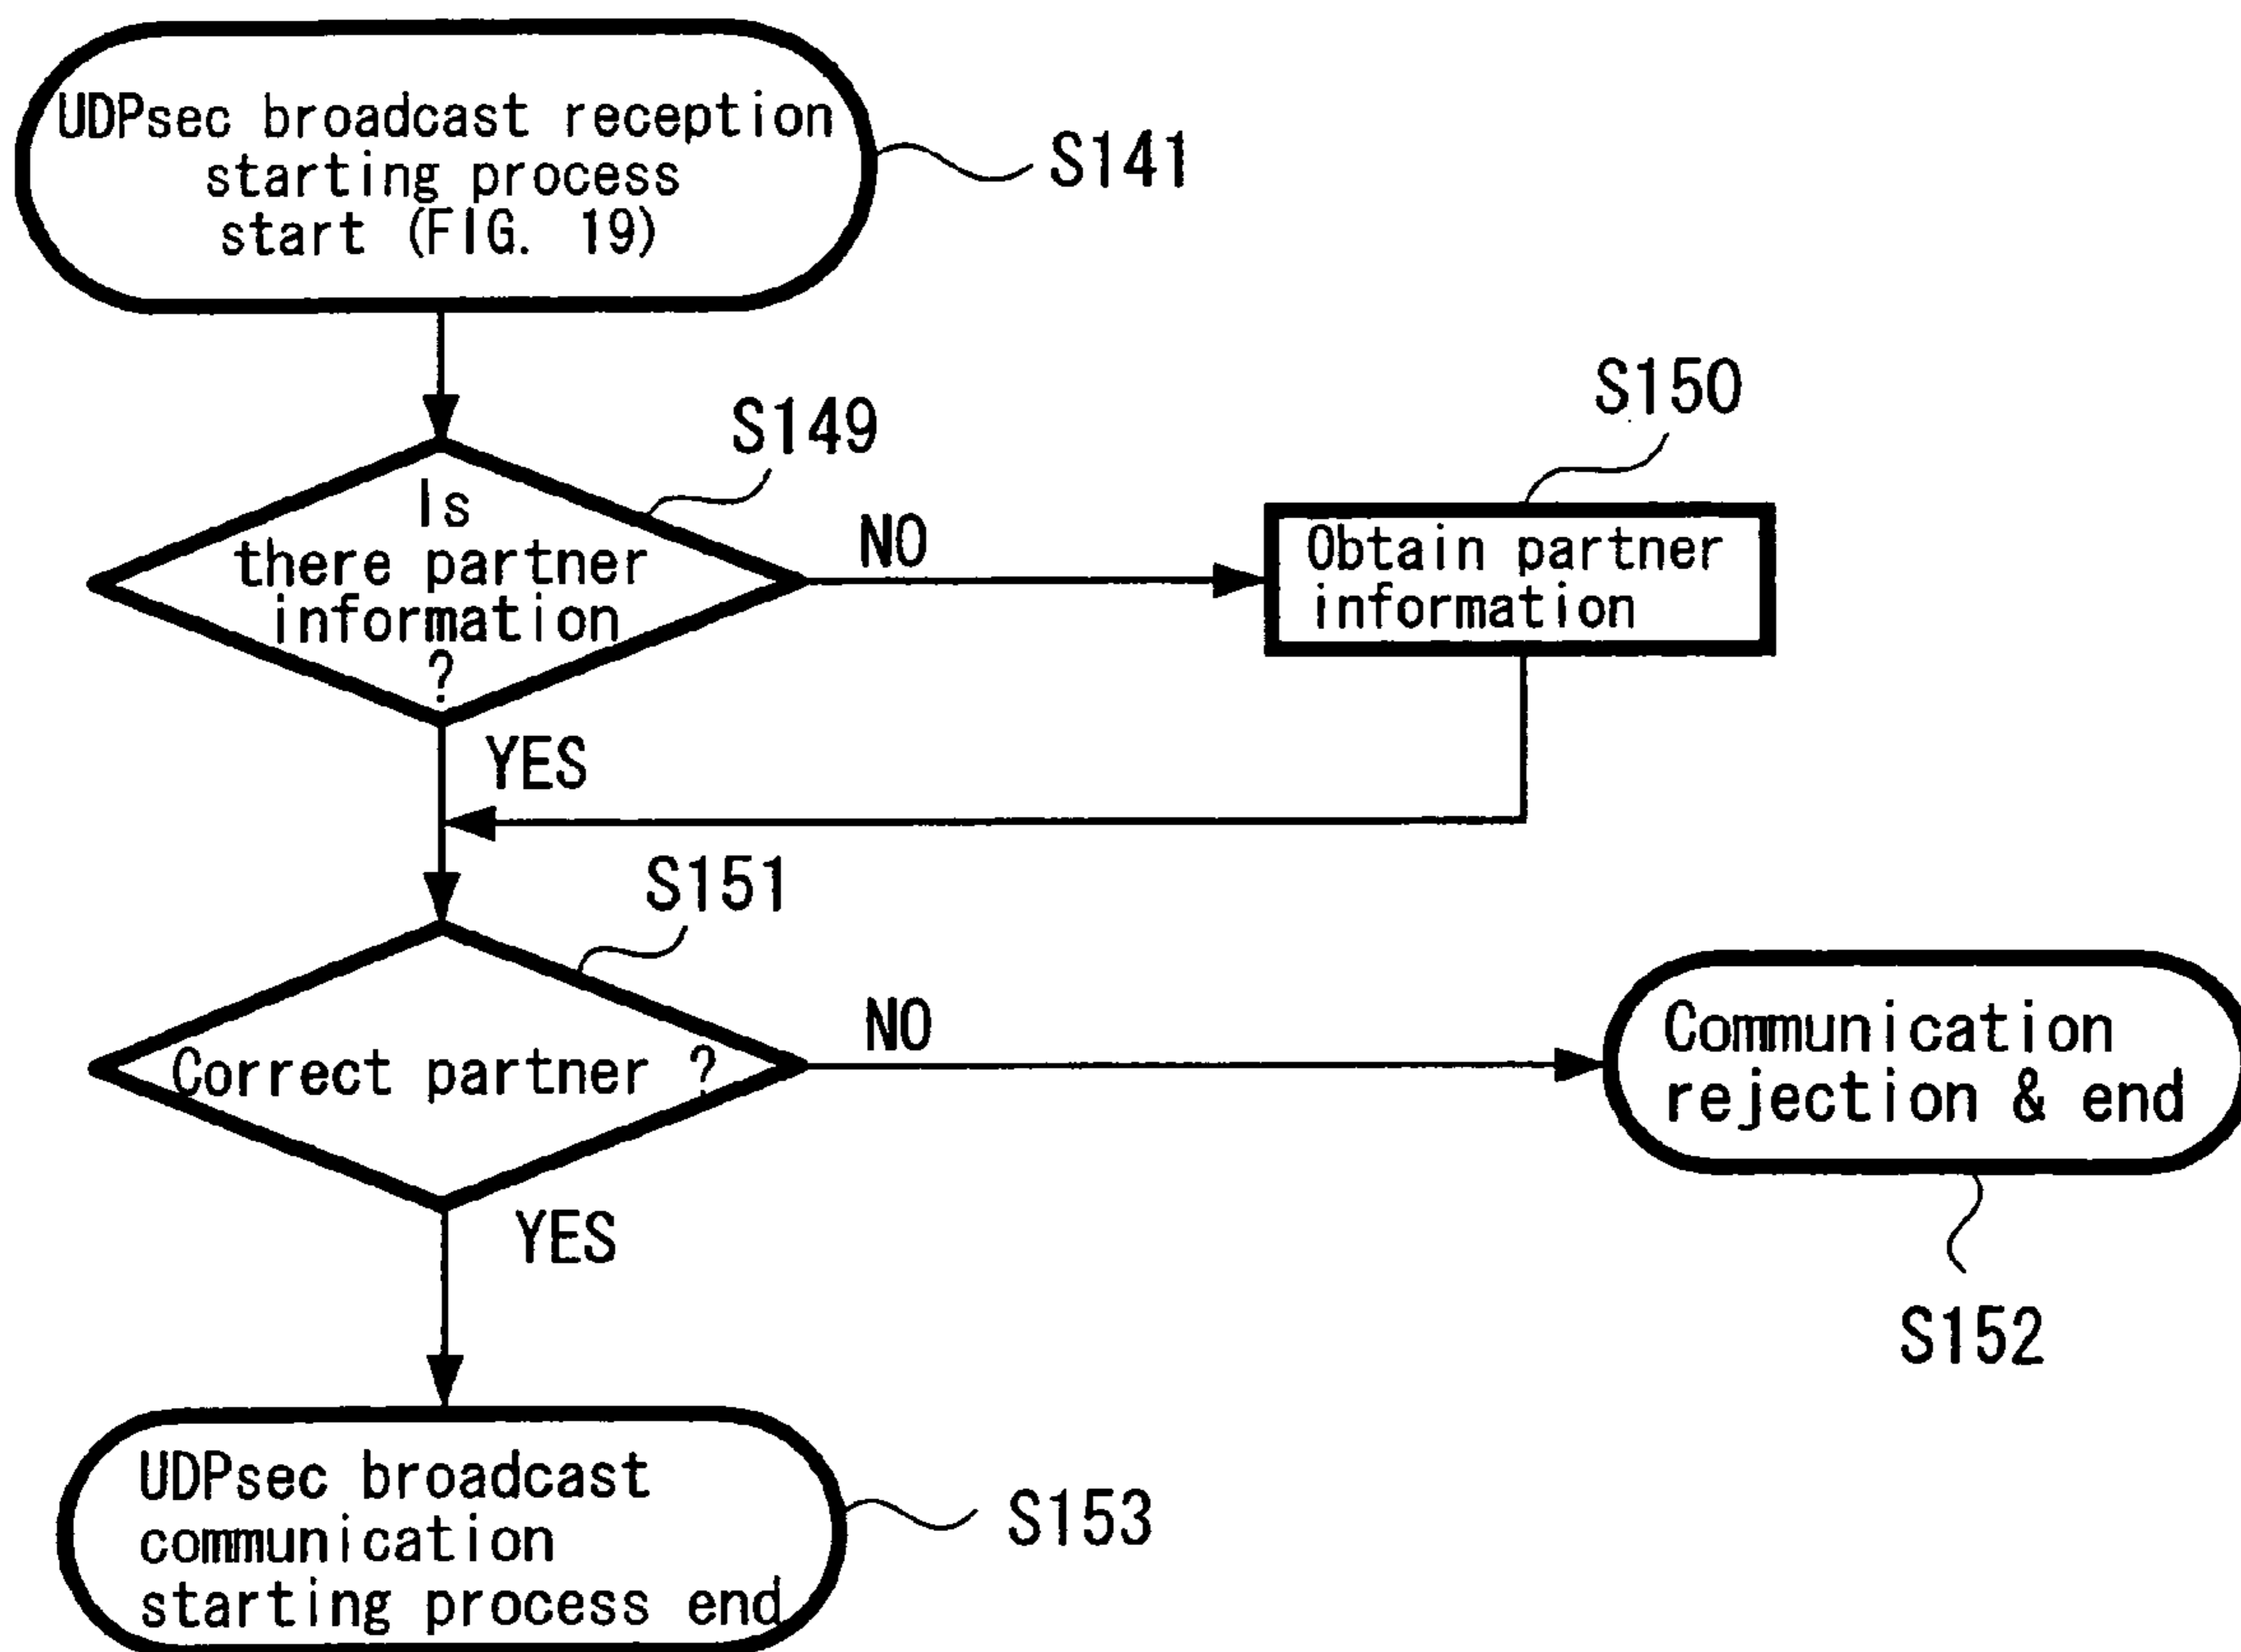 UDPsec broadcast reception
starting process
start (FIG. 19)
S141
S149
Is
there partner
information
?
NO
S150
Obtain partner
information
YES
S151
Correct partner ?
NO
Communication
rejection & end
S152
YES
UDPsec broadcast
communication
starting process end
S153